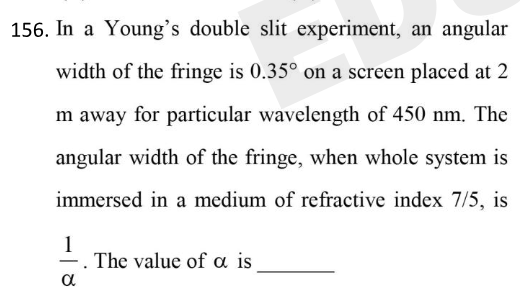 156. In a Young's double slit experiment, an angular
width of the fringe is 0.35° on a screen placed at 2
m away for particular wavelength of 450 nm. The
angular width of the fringe, when whole system is
immersed in a medium of refractive index 7/5, is
1/α. The value of α is ________